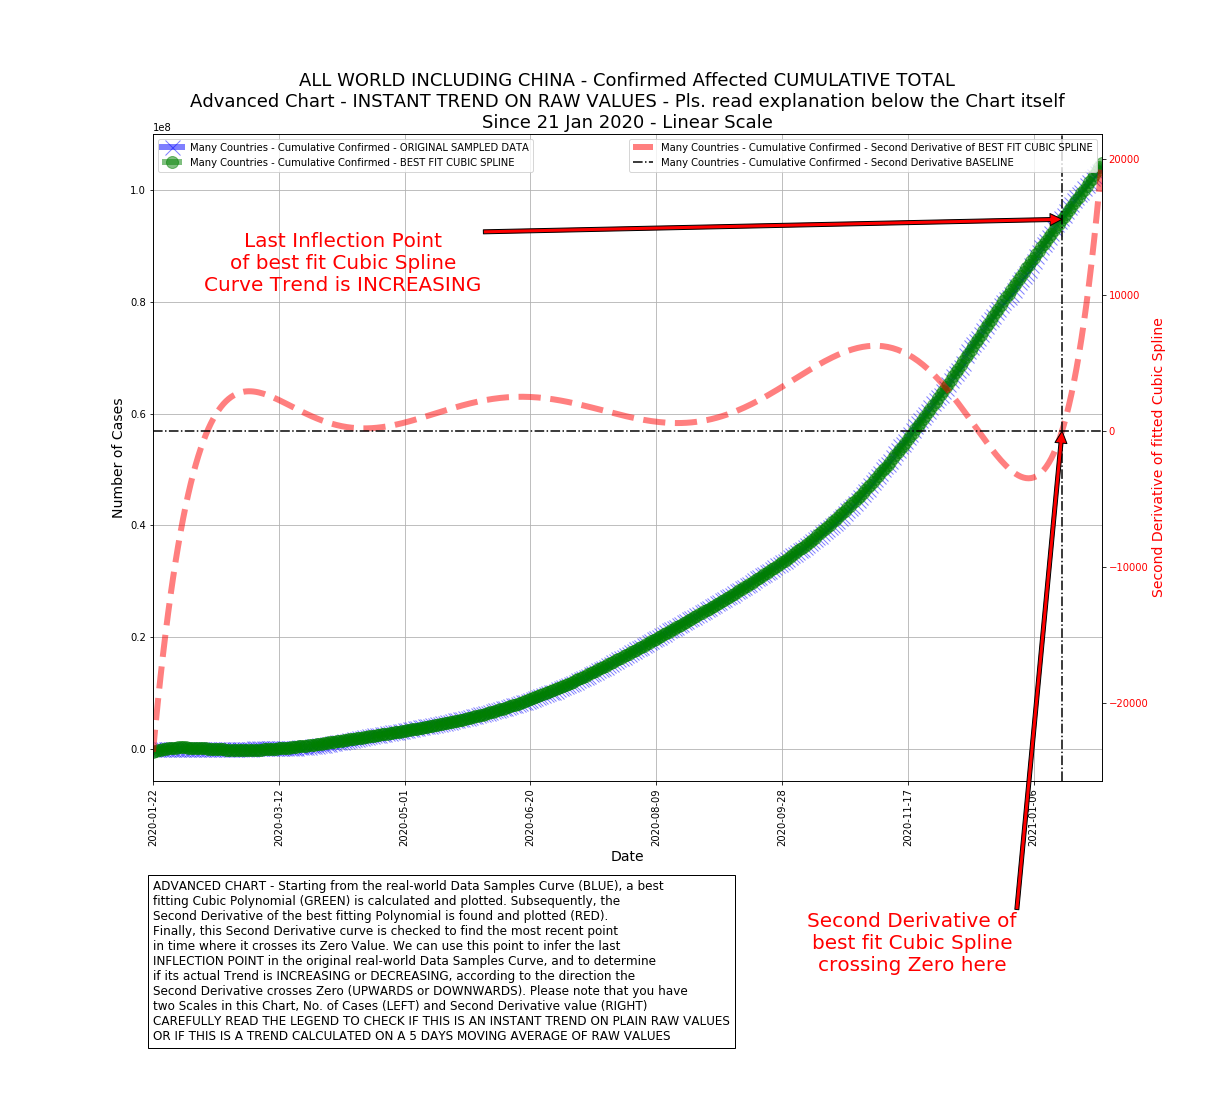 ALL WORLD INCLUDING CHINA - Confirmed Affected CUMULATIVE TOTAL
Advanced Chart - INSTANT TREND ON RAW VALUES - Pls. read explanation below the Chart itself
Since 21 Jan 2020 - Linear Scale
1e8
Many Countries - Cumulative Confirmed - ORIGINAL SAMPLED DATA
Many Countries - Cumulative Confirmed - BEST FIT CUBIC SPLINE
Many Countries - Cumulative Confirmed - Second Derivative of BEST FIT CUBIC SPLINE
Many Countries - Cumulative Confirmed - Second Derivative BASELINE
Last Inflection Point
of best fit Cubic Spline
Curve Trend is INCREASING
Number of Cases
1.0
0.8
0.6
0.4
0.2
0.0
20000
10000
0
−10000
−20000
Second Derivative of fitted Cubic Spline
2020-01-22
2020-03-12
2020-05-01
2020-06-20
2020-08-09
2020-09-28
2020-11-17
2021-01-06
Date
ADVANCED CHART - Starting from the real-world Data Samples Curve (BLUE), a best
fitting Cubic Polynomial (GREEN) is calculated and plotted. Subsequently, the
Second Derivative of the best fitting Polynomial is found and plotted (RED).
Finally, this Second Derivative curve is checked to find the most recent point
in time where it crosses its Zero Value. We can use this point to infer the last
INFLECTION POINT in the original real-world Data Samples Curve, and to determine
if its actual Trend is INCREASING or DECREASING, according to the direction the
Second Derivative crosses Zero (UPWARDS or DOWNWARDS). Please note that you have
two Scales in this Chart, No. of Cases (LEFT) and Second Derivative value (RIGHT)
CAREFULLY READ THE LEGEND TO CHECK IF THIS IS AN INSTANT TREND ON PLAIN RAW VALUES
OR IF THIS IS A TREND CALCULATED ON A 5 DAYS MOVING AVERAGE OF RAW VALUES
Second Derivative of
best fit Cubic Spline
crossing Zero here